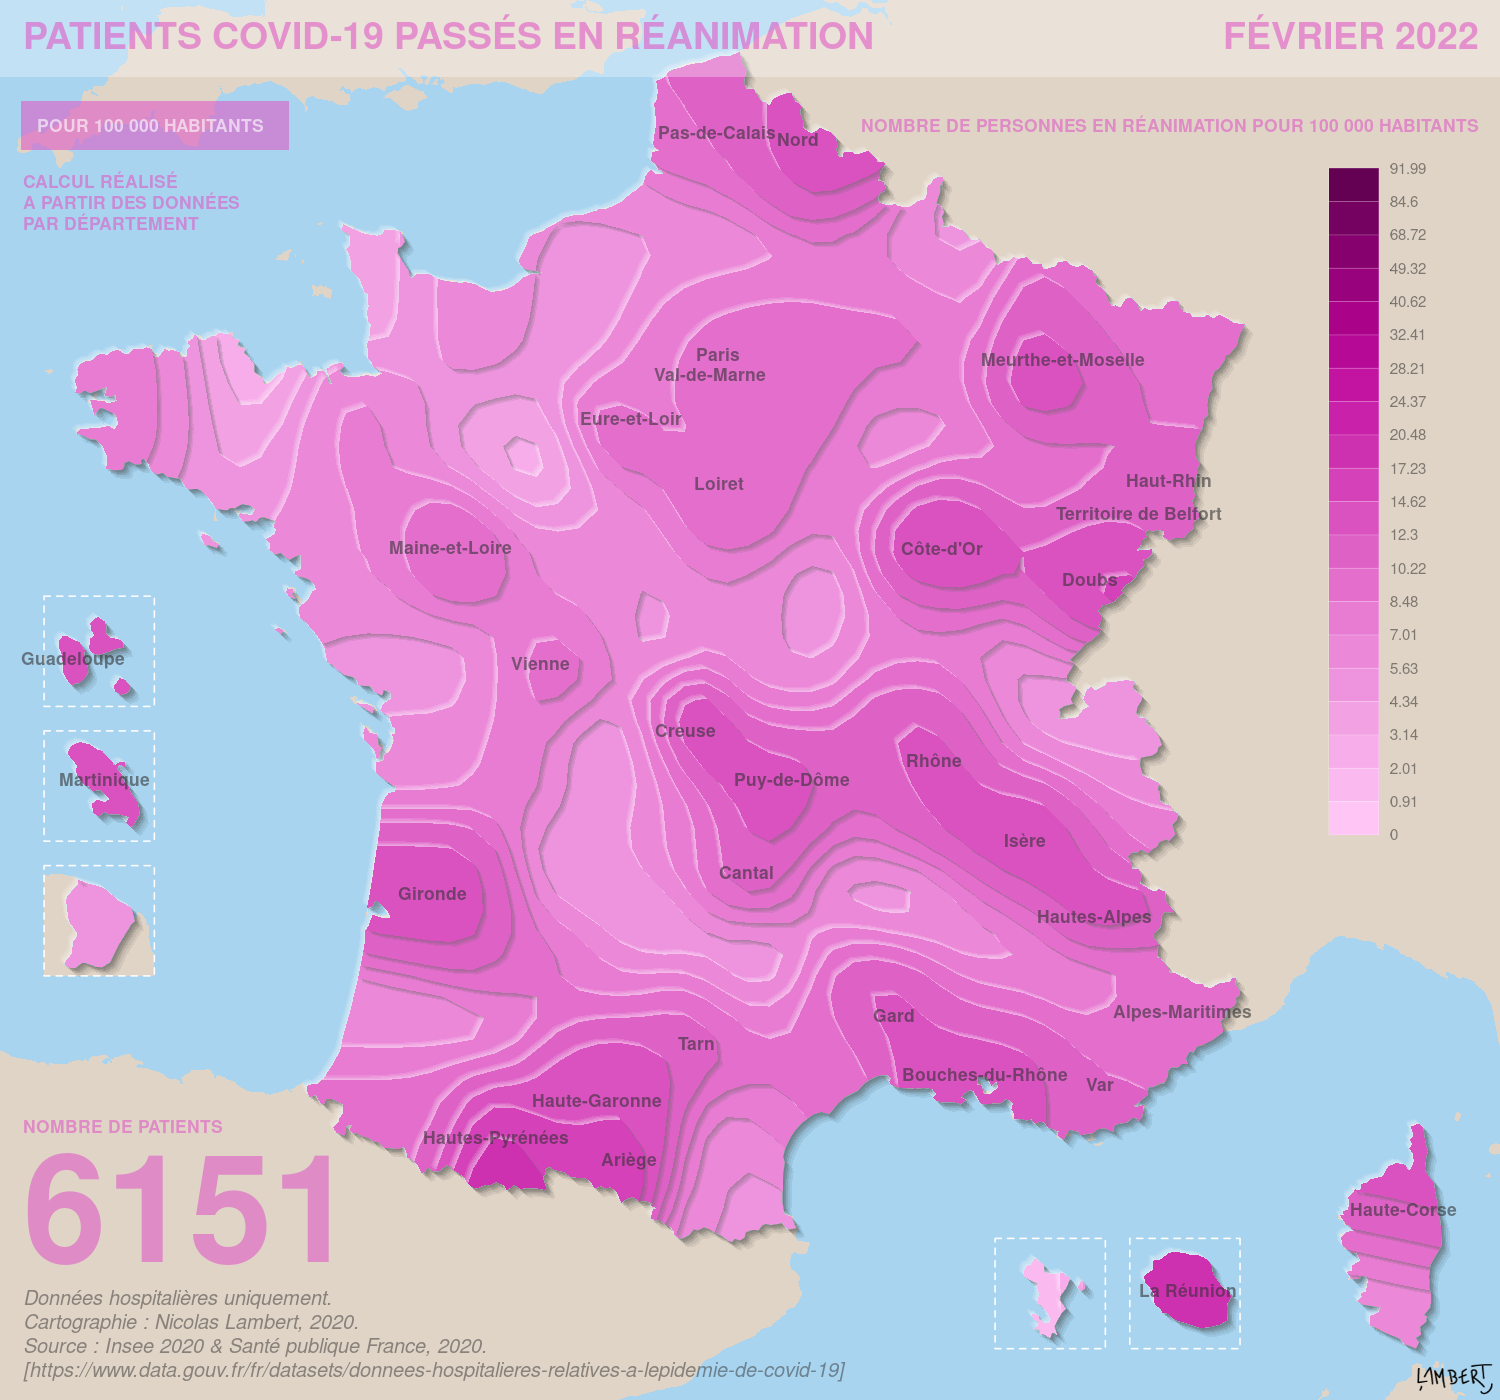 PATIENTS COVID-19 PASSÉS EN RÉANIMATION
FÉVRIER 2022
POUR 100 000 HABITANTS
CALCUL RÉALISÉ
A PARTIR DES DONNÉES
PAR DÉPARTEMENT
NOMBRE DE PERSONNES EN RÉANIMATION POUR 100 000 HABITANTS
91.99
84.6
68.72
49.32
40.62
32.41
28.21
24.37
20.48
17.23
14.62
12.3
10.22
8.48
7.01
5.63
4.34
3.14
2.01
0.91
0
Pas-de-Calais
Nord
Paris
Val-de-Marne
Meurthe-et-Moselle
Eure-et-Loir
Loiret
Haut-Rhin
Territoire de Belfort
Maine-et-Loire
Côte-d'Or
Doubs
Vienne
Guadeloupe
Creuse
Rhône
Puy-de-Dôme
Martinique
Isère
Cantal
Gironde
Hautes-Alpes
Gard
Alpes-Maritimes
Tarn
Bouches-du-Rhône
Var
Haute-Garonne
Hautes-Pyrénées
Ariège
Haute-Corse
La Réunion
NOMBRE DE PATIENTS
6151
Données hospitalières uniquement.
Cartographie : Nicolas Lambert, 2020.
Source : Insee 2020 & Santé publique France, 2020.
[https://www.data.gouv.fr/fr/datasets/donnees-hospitalieres-relatives-a-lepidemie-de-covid-19]
LAMBERT